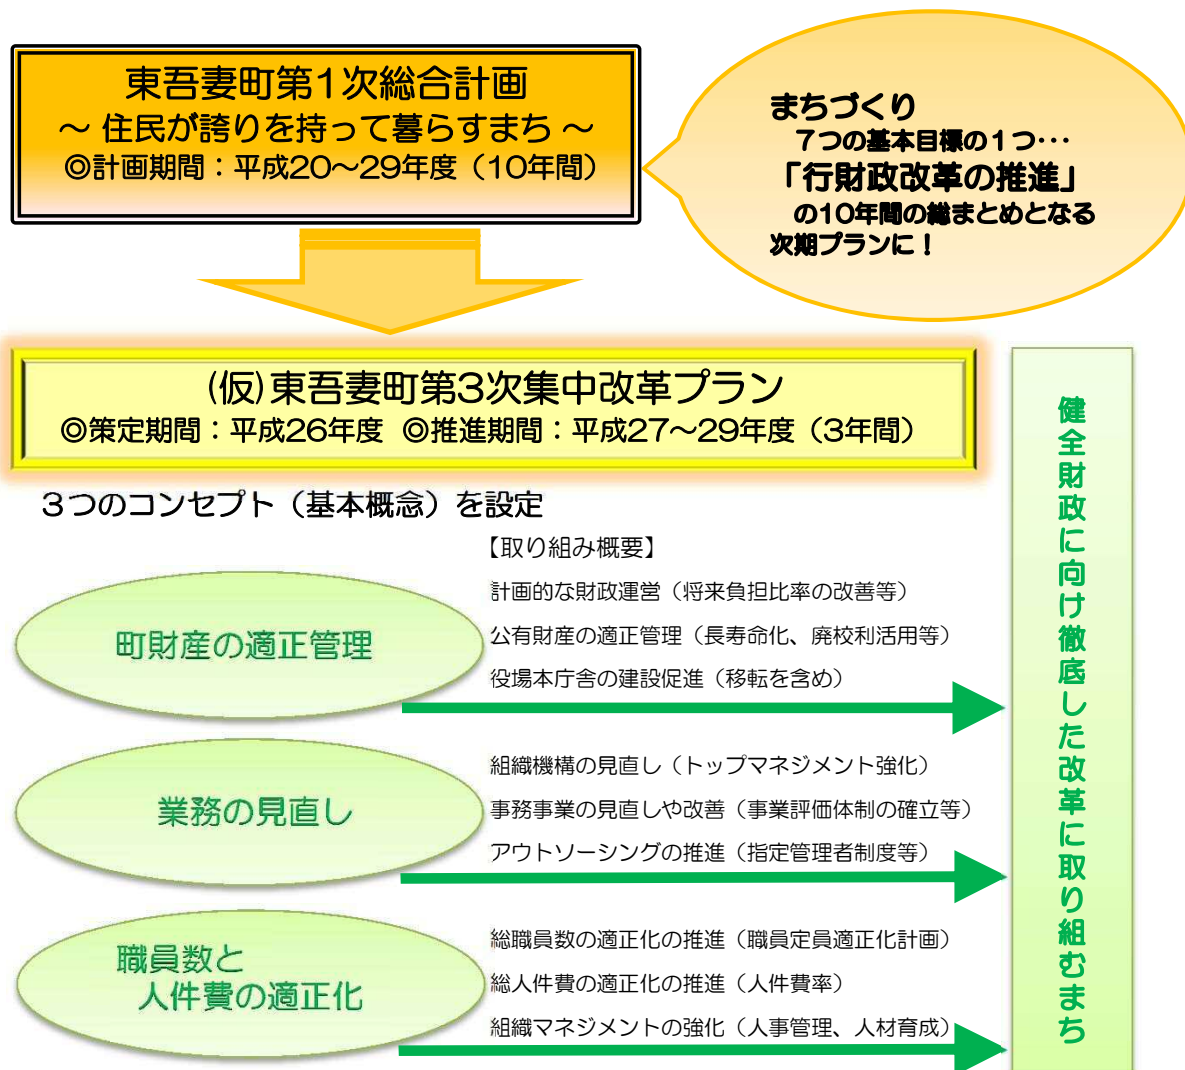 東吾妻町第1次総合計画
～ 住民が誇りを持って暮らすまち ～
◎計画期間：平成20～29年度（10年間）
まちづくり
７つの基本目標の１つ･･･
「行財政改革の推進」
の10年間の総まとめとなる
次期プランに！
(仮)東吾妻町第3次集中改革プラン
◎策定期間：平成26年度 ◎推進期間：平成27～29年度（3年間）
３つのコンセプト（基本概念）を設定
【取り組み概要】
町財産の適正管理
計画的な財政運営（将来負担比率の改善等）
公有財産の適正管理（長寿命化、廃校利活用等）
役場本庁舎の建設促進（移転を含め）
業務の見直し
組織機構の見直し（トップマネジメント強化）
事務事業の見直しや改善（事業評価体制の確立等）
アウトソーシングの推進（指定管理者制度等）
職員数と
人件費の適正化
総職員数の適正化の推進（職員定員適正化計画）
総人件費の適正化の推進（人件費率）
組織マネジメントの強化（人事管理、人材育成）
健全財政に向け徹底した改革に取り組むまち